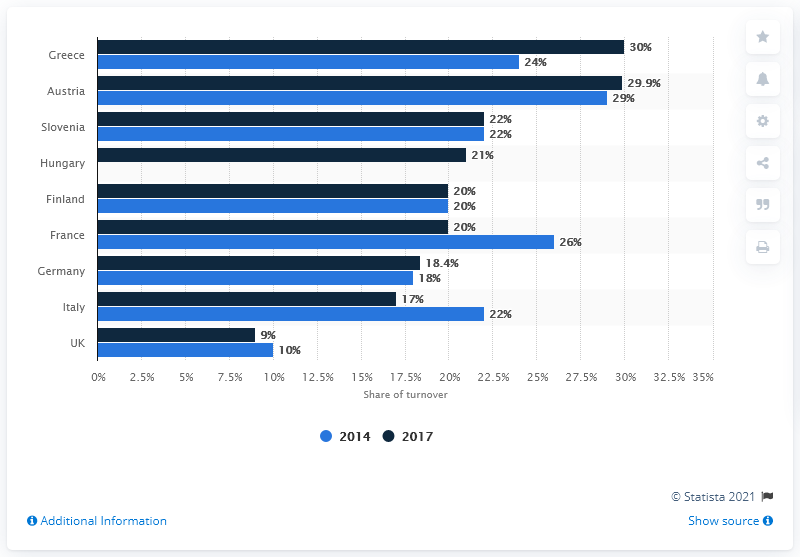 Greece 30%
24%
Austria 29.9%
29%
Slovenia 22%
22%
Hungary 21%
Finland 20%
20%
France 20%
26%
Germany 18.4%
18%
Italy 17%
22%
UK 9%
10%
0% 2.5% 5% 7.5% 10% 12.5% 15% 17.5% 20% 22.5% 25% 27.5% 30% 32.5% 35%
Share of turnover
2014 2017
© Statista 2021
Additional Information Show source